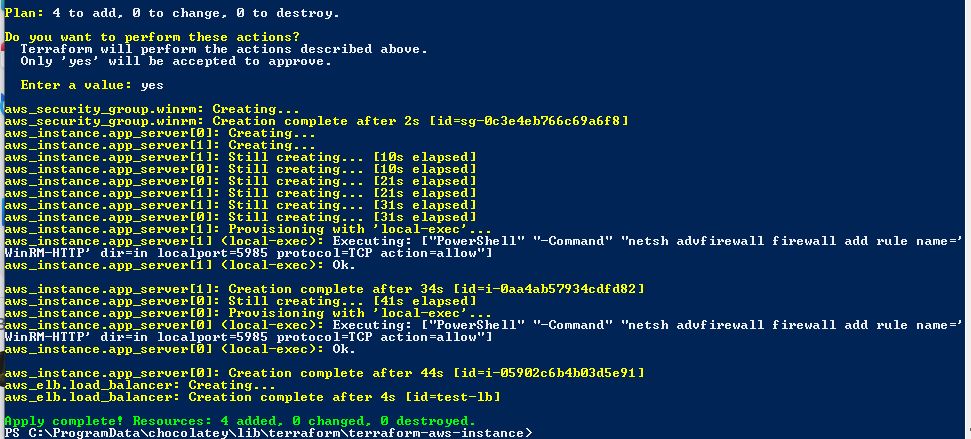 Plan: 4 to add, 0 to change, 0 to destroy.
Do you want to perform these actions?
Terraform will perform the actions described above.
Only 'yes' will be accepted to approve.
Enter a value: yes
aws_security_group.winrm: Creating...
aws_security_group.winrm: Creation complete after 2s [id=sg-0c3e4eb766c69a6f8]
aws_instance.app_server[0]: Creating...
aws_instance.app_server[1]: Creating...
aws_instance.app_server[1]: Still creating... [10s elapsed]
aws_instance.app_server[0]: Still creating... [10s elapsed]
aws_instance.app_server[0]: Still creating... [21s elapsed]
aws_instance.app_server[1]: Still creating... [21s elapsed]
aws_instance.app_server[1]: Still creating... [31s elapsed]
aws_instance.app_server[0]: Still creating... [31s elapsed]
aws_instance.app_server[1]: Provisioning with 'local-exec'...
aws_instance.app_server[1] (local-exec): Executing: ["PowerShell" "-Command" "netsh advfirewall firewall add rule name='
WinRM-HTTP' dir=in localport=5985 protocol=TCP action=allow"]
aws_instance.app_server[1] (local-exec): Ok.
aws_instance.app_server[1]: Creation complete after 34s [id=i-0aa4ab57934cdfd82]
aws_instance.app_server[0]: Still creating... [41s elapsed]
aws_instance.app_server[0]: Provisioning with 'local-exec'...
aws_instance.app_server[0] (local-exec): Executing: ["PowerShell" "-Command" "netsh advfirewall firewall add rule name='
WinRM-HTTP' dir=in localport=5985 protocol=TCP action=allow"]
aws_instance.app_server[0] (local-exec): Ok.
aws_instance.app_server[0]: Creation complete after 44s [id=i-05902c6b4b03d5e91]
aws_elb.load_balancer: Creating...
aws_elb.load_balancer: Creation complete after 4s [id=test-lb]
Apply complete! Resources: 4 added, 0 changed, 0 destroyed.
PS C:\ProgramData\chocolatey\lib\terraform\terraform-aws-instance>